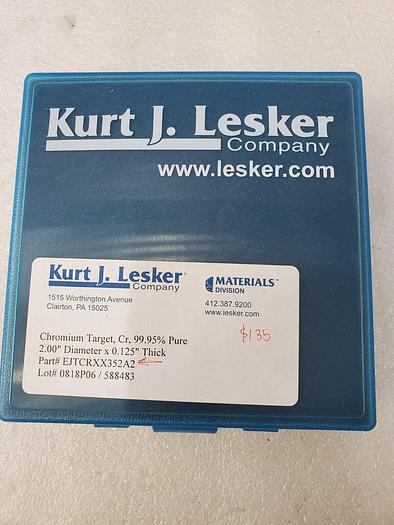 Kurt J. Lesker
Company
www.lesker.com
Kurt J. Lesker®
Company
MATERIALS™
DIVISION
1515 Worthington Avenue
Clairton, PA 15025
412.387.9200
www.lesker.com
$135
Chromium Target, Cr, 99.95% Pure
2.00" Diameter x 0.125" Thick
Part# EJTCRXX352A2
Lot# 0818P06 / 588483